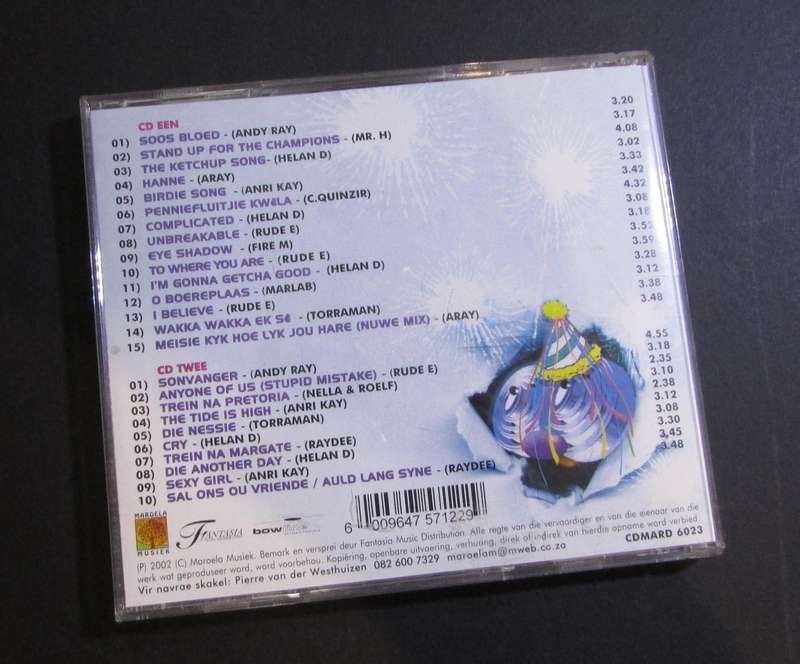 CD EEN
01) SOOS BLOED - (ANDY RAY) 3.20
02) STAND UP FOR THE CHAMPIONS - (MR. H) 3.17
03) THE KETCHUP SONG- (HELAN D) 4.08
04) HANNE - (ARAY) 3.02
05) BIRDIE SONG - (ANRI KAY) 3.33
06) PENNIEFLUITJIE KWêLA - (C.QUINZIR) 3.42
07) COMPLICATED - (HELAN D) 4.32
08) UNBREAKABLE - (RUDE E) 3.08
09) EYE SHADOW - (FIRE M) 3.18
10) TO WHERE YOU ARE - (RUDE E) 3.52
11) I'M GONNA GETCHA GOOD - (HELAN D) 3.59
12) O BOEREPLAAS - (MARLAB) 3.28
13) I BELIEVE - (RUDE E) 3.12
14) WAKKA WAKKA EK Sê - (TORRAMAN) 3.38
15) MEISIE KYK HOE LYK JOU HARE (NUWE MIX) - (ARAY) 3.48
CD TWEE
01) SONVANGER - (ANDY RAY) 4.55
02) ANYONE OF US (STUPID MISTAKE) - (RUDE E) 3.18
03) TREIN NA PRETORIA - (NELLA & ROELF) 2.35
04) THE TIDE IS HIGH - (ANRI KAY) 3.10
05) DIE NESSIE - (TORRAMAN) 2.38
06) CRY - (HELAN D) 3.12
07) TREIN NA MARGATE - (RAYDEE) 3.08
08) DIE ANOTHER DAY - (HELAN D) 3.30
09) SEXY GIRL - (ANRI KAY) 3.45
10) SAL ONS OU VRIENDE / AULD LANG SYNE - (RAYDEE) 3.48
MAROELA
MUSIEK
FANTASIA
bowline
6 009647 571229
(P) 2002 (C) Maroela Musiek. Bemark en versprei deur Fantasia Music Distribution. Alle regte van die vervaardiger en van die eienaar van die
werk wat geproduseer word, word voorbehou. Kopiëring, openbare uitvoering, verhuring, direk of indirek van hierdie opname word verbied.
Vir navrae skakel: Pierre van der Westhuizen 082 600 7329 maroelam@mweb.co.za
CDMARD 6023